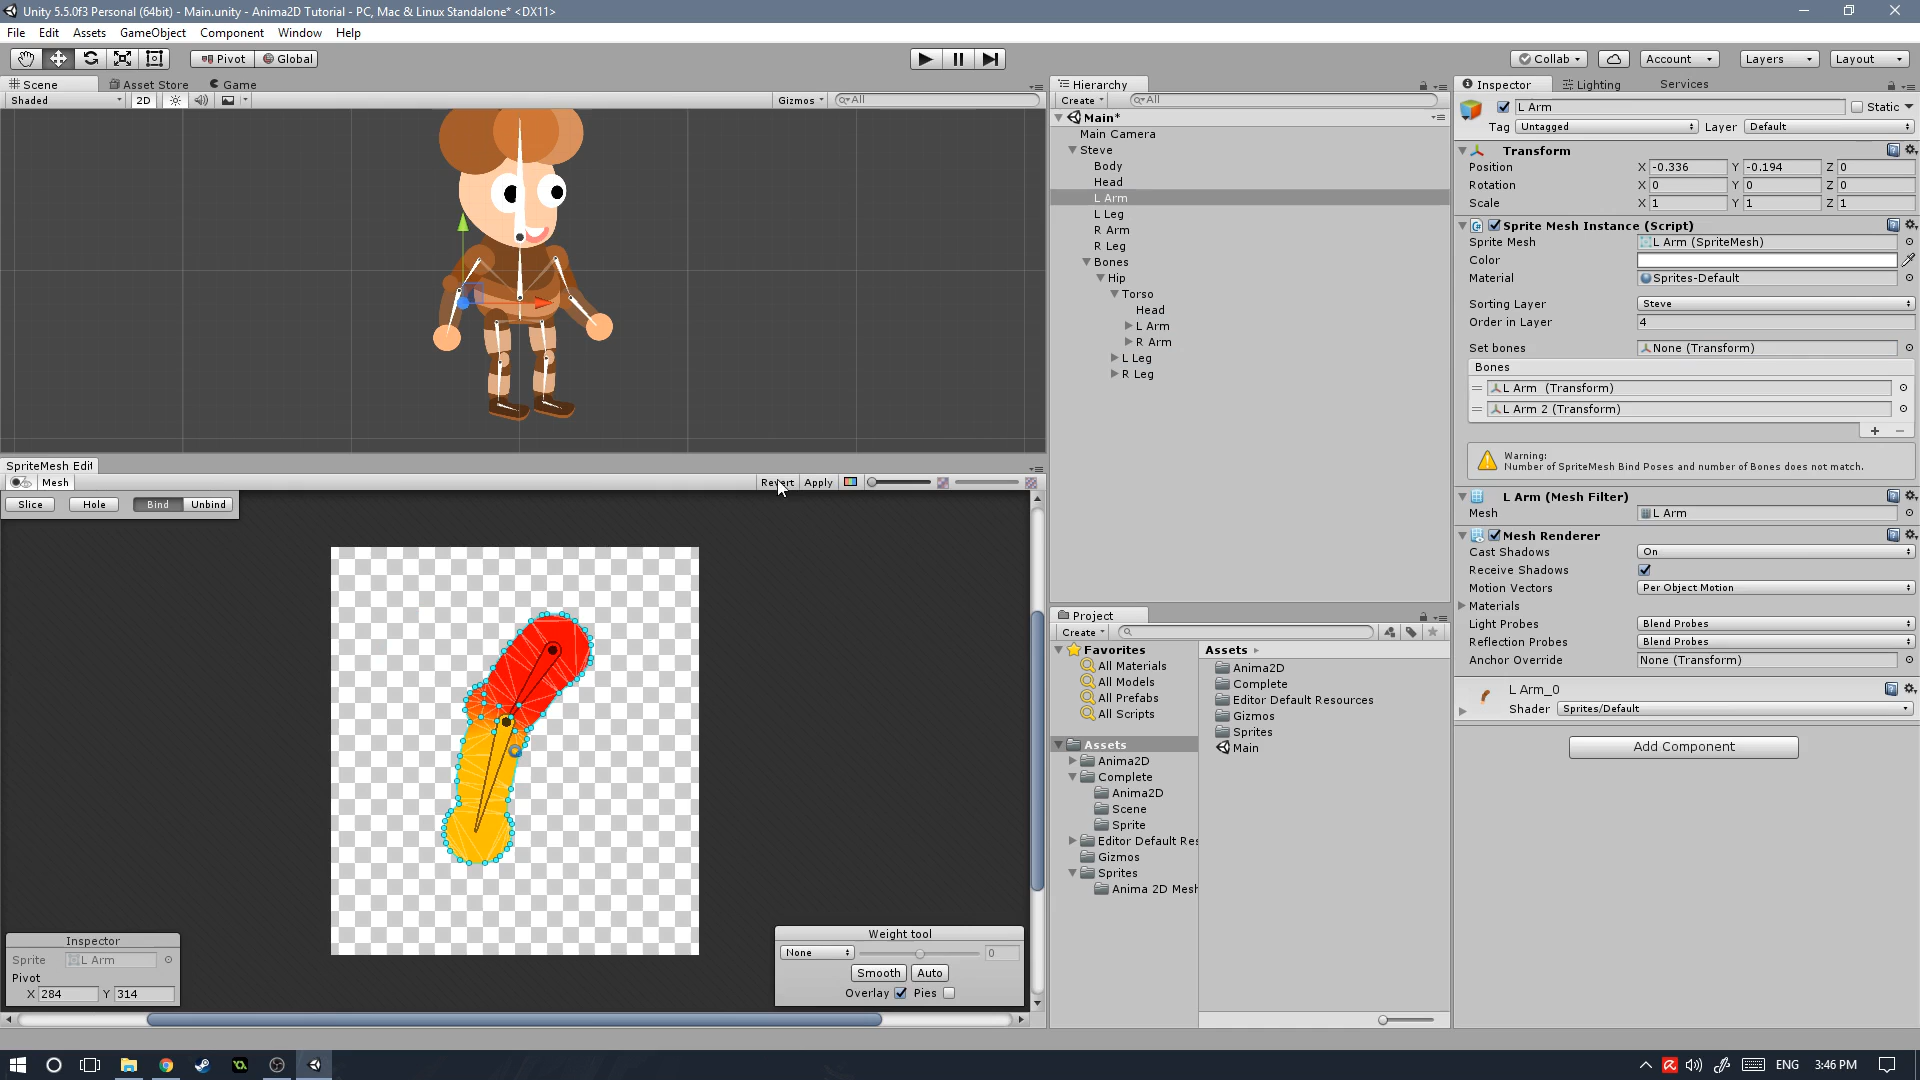 Unity 5.5.0f3 Personal (64bit) - Main.unity - Anima2D Tutorial - PC, Mac & Linux Standalone* <DX11>
File Edit Assets GameObject Component Window Help
Pivot Global Collab Account Layers Layout
Scene Asset Store Game
Shaded 2D Gizmos All
SpriteMesh Edit
Mesh Revert Apply
Slice Hole Bind Unbind
Inspector
Sprite L Arm
Pivot
X 284 Y 314
Weight tool
None 0
Smooth Auto
Overlay Pies
Hierarchy
Create All
Main*
Main Camera
Steve
Body
Head
L Arm
L Leg
R Arm
R Leg
Bones
Hip
Torso
Head
L Arm
R Arm
L Leg
R Leg
Project
Create
Favorites
All Materials
All Models
All Prefabs
All Scripts
Assets
Anima2D
Complete
Anima2D
Scene
Sprite
Editor Default Res
Gizmos
Sprites
Anima 2D Mesh
Assets
Anima2D
Complete
Editor Default Resources
Gizmos
Sprites
Main
Inspector Lighting Services
L Arm Static
Tag Untagged Layer Default
Transform
Position X -0.336 Y -0.194 Z 0
Rotation X 0 Y 0 Z 0
Scale X 1 Y 1 Z 1
Sprite Mesh Instance (Script)
Sprite Mesh L Arm (SpriteMesh)
Color
Material Sprites-Default
Sorting Layer Steve
Order in Layer 4
Set bones None (Transform)
Bones
L Arm (Transform)
L Arm 2 (Transform)
Warning:
Number of SpriteMesh Bind Poses and number of Bones does not match.
L Arm (Mesh Filter)
Mesh L Arm
Mesh Renderer
Cast Shadows On
Receive Shadows
Motion Vectors Per Object Motion
Materials
Light Probes Blend Probes
Reflection Probes Blend Probes
Anchor Override None (Transform)
L Arm_0
Shader Sprites/Default
Add Component
ENG 3:46 PM